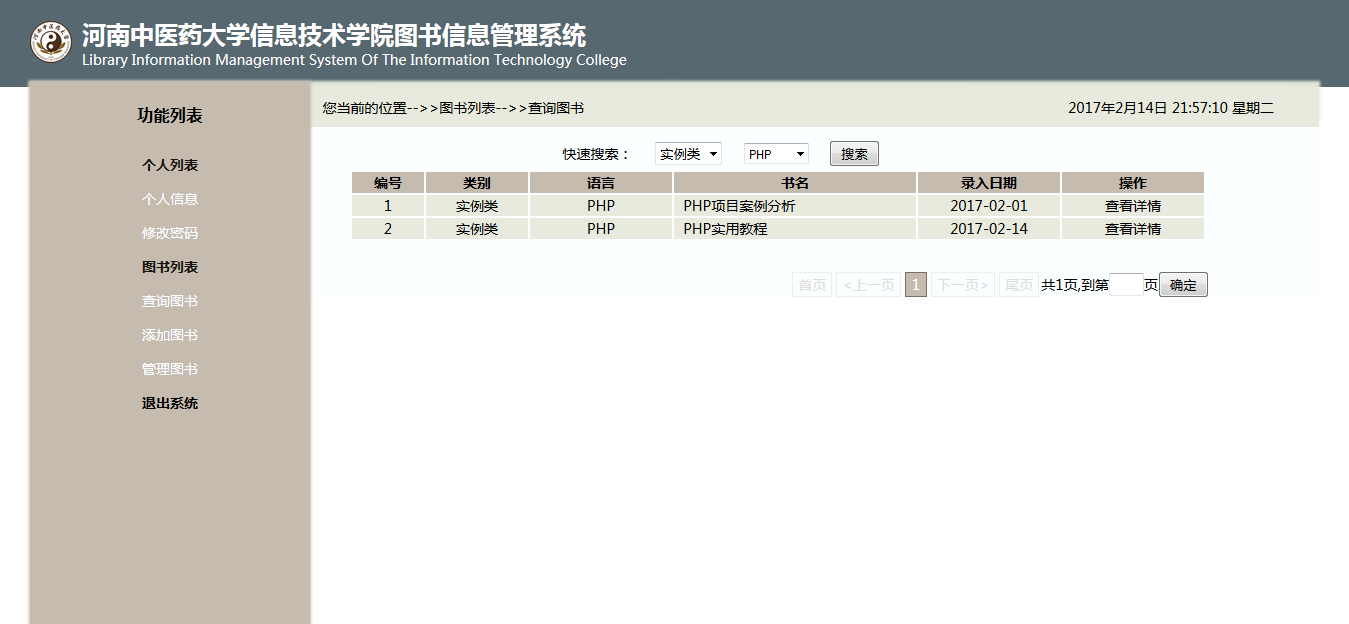 河南中医药大学信息技术学院图书信息管理系统
Library Information Management System Of The Information Technology College
功能列表
个人列表
个人信息
修改密码
图书列表
查询图书
添加图书
管理图书
退出系统
您当前的位置-->>图书列表-->>查询图书 2017年2月14日 21:57:10 星期二
快速搜索： 实例类 PHP 搜索
编号 类别 语言 书名 录入日期 操作
1 实例类 PHP PHP项目案例分析 2017-02-01 查看详情
2 实例类 PHP PHP实用教程 2017-02-14 查看详情
首页 <上一页 1 下一页> 尾页 共1页,到第 页 确定